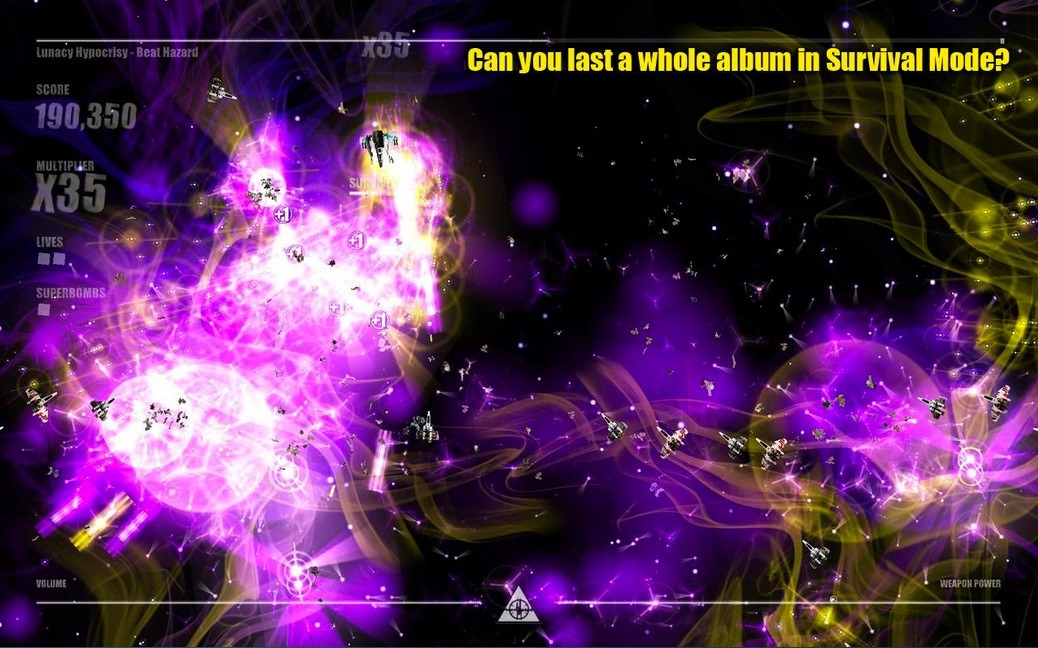 Lunacy Hypocrisy - Beat Hazard
x35
Can you last a whole album in Survival Mode?
SCORE
190,350
MULTIPLIER
X35
LIVES
SUPERBOMBS
+1
+1
+1
+1
VOLUME
WEAPON POWER